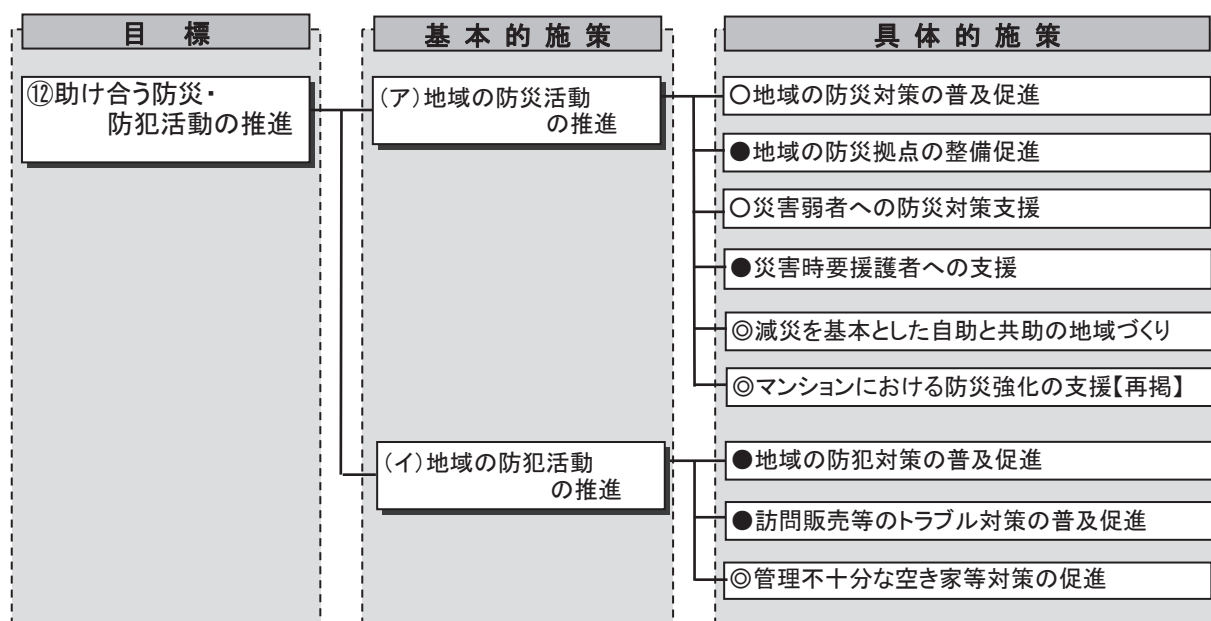 目標
基本的施策
具体的施策
⑫助け合う防災・
防犯活動の推進
(ア)地域の防災活動
の推進
○地域の防災対策の普及促進
●地域の防災拠点の整備促進
○災害弱者への防災対策支援
●災害時要援護者への支援
◎減災を基本とした自助と共助の地域づくり
◎マンションにおける防災強化の支援【再掲】
(イ)地域の防犯活動
の推進
●地域の防犯対策の普及促進
●訪問販売等のトラブル対策の普及促進
◎管理不十分な空き家等対策の促進